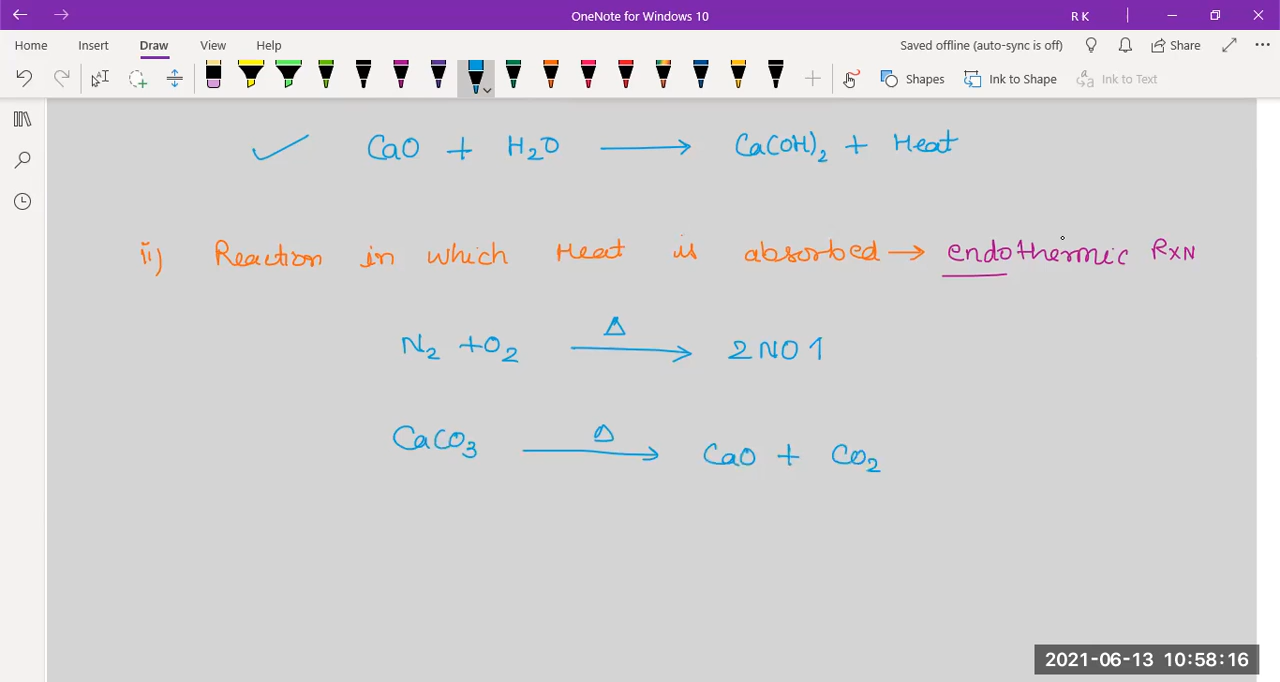 OneNote for Windows 10
R K
Home Insert Draw View Help
Saved offline (auto-sync is off) Share
Shapes Ink to Shape Ink to Text
CaO + H₂O ⟶ Ca(OH)₂ + Heat
ii) Reaction in which Heat is absorbed → endothermic RXN
N₂ + O₂ ⟶ Δ 2NO↑
CaCO₃ ⟶ Δ CaO + CO₂
2021-06-13 10:58:16